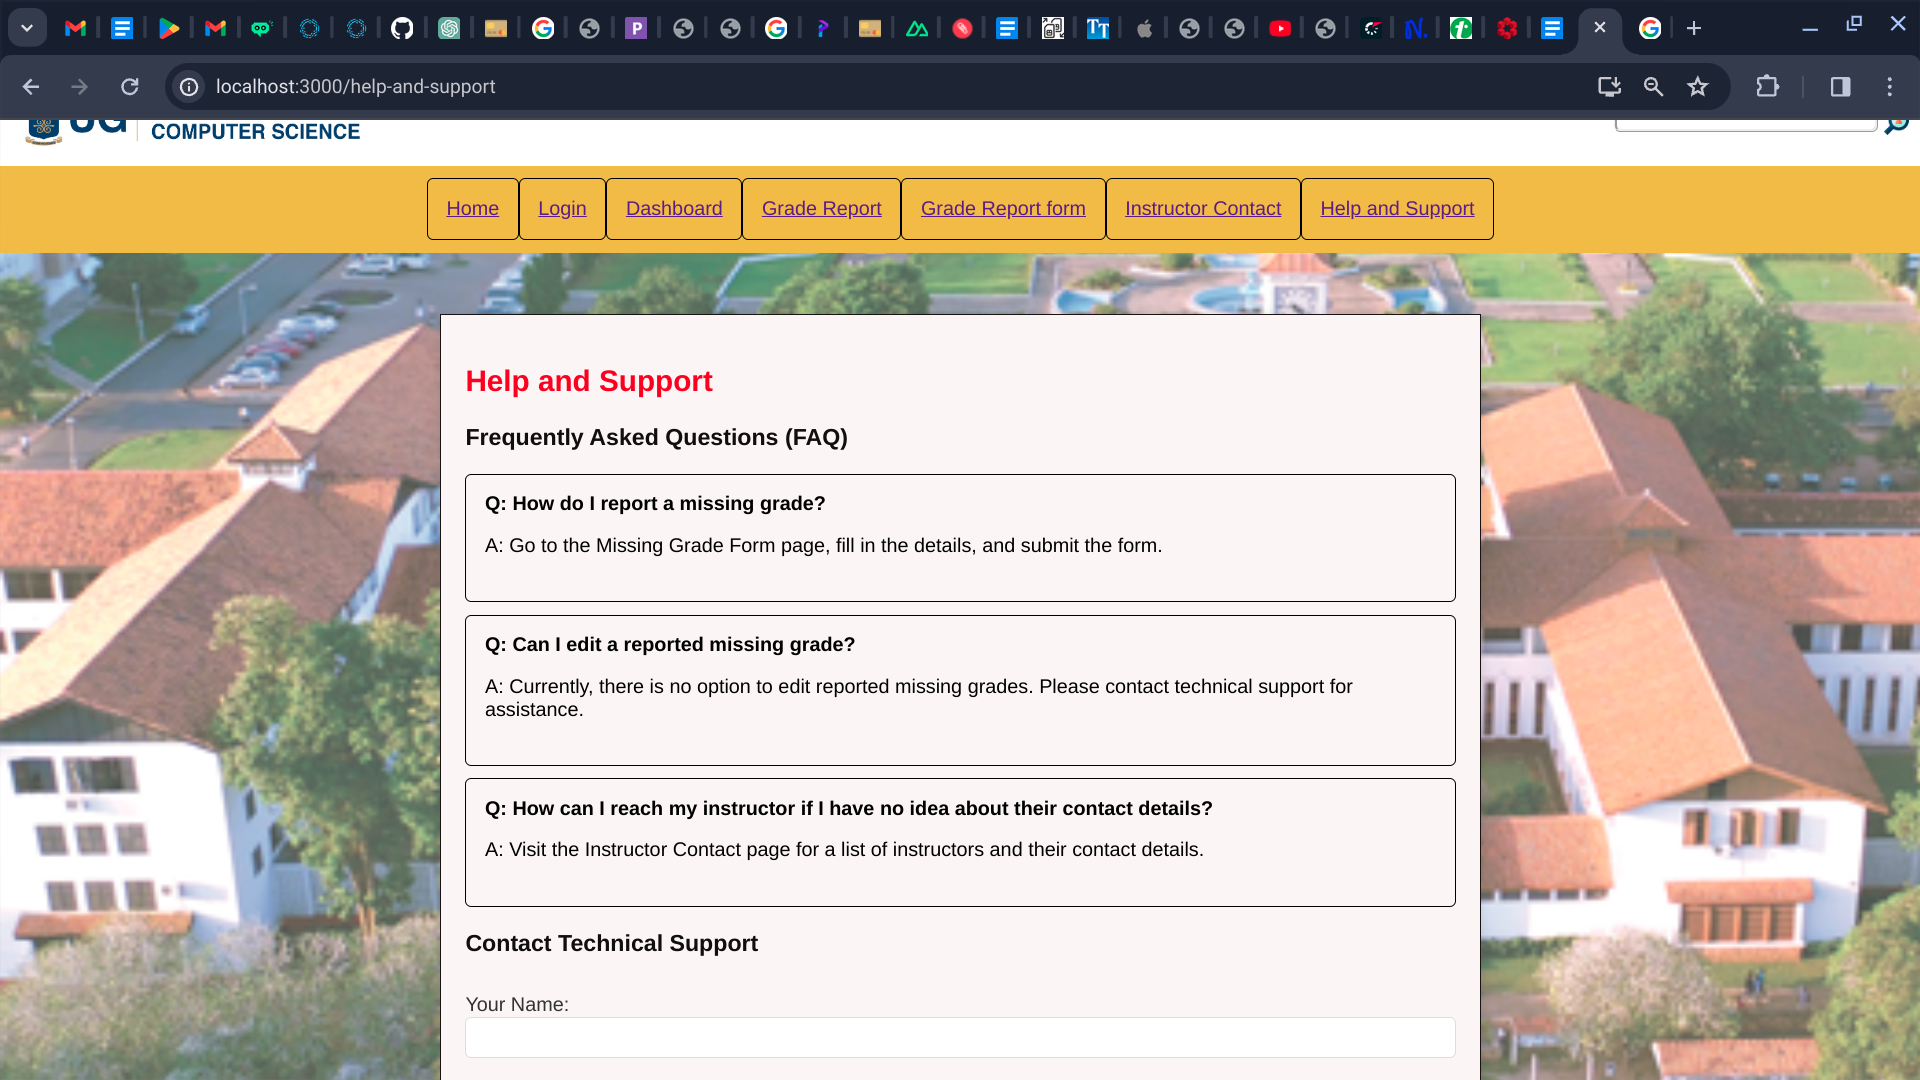 localhost:3000/help-and-support
UG
COMPUTER SCIENCE
Home Login Dashboard Grade Report Grade Report form Instructor Contact Help and Support
Help and Support
Frequently Asked Questions (FAQ)
Q: How do I report a missing grade?
A: Go to the Missing Grade Form page, fill in the details, and submit the form.
Q: Can I edit a reported missing grade?
A: Currently, there is no option to edit reported missing grades. Please contact technical support for
assistance.
Q: How can I reach my instructor if I have no idea about their contact details?
A: Visit the Instructor Contact page for a list of instructors and their contact details.
Contact Technical Support
Your Name: